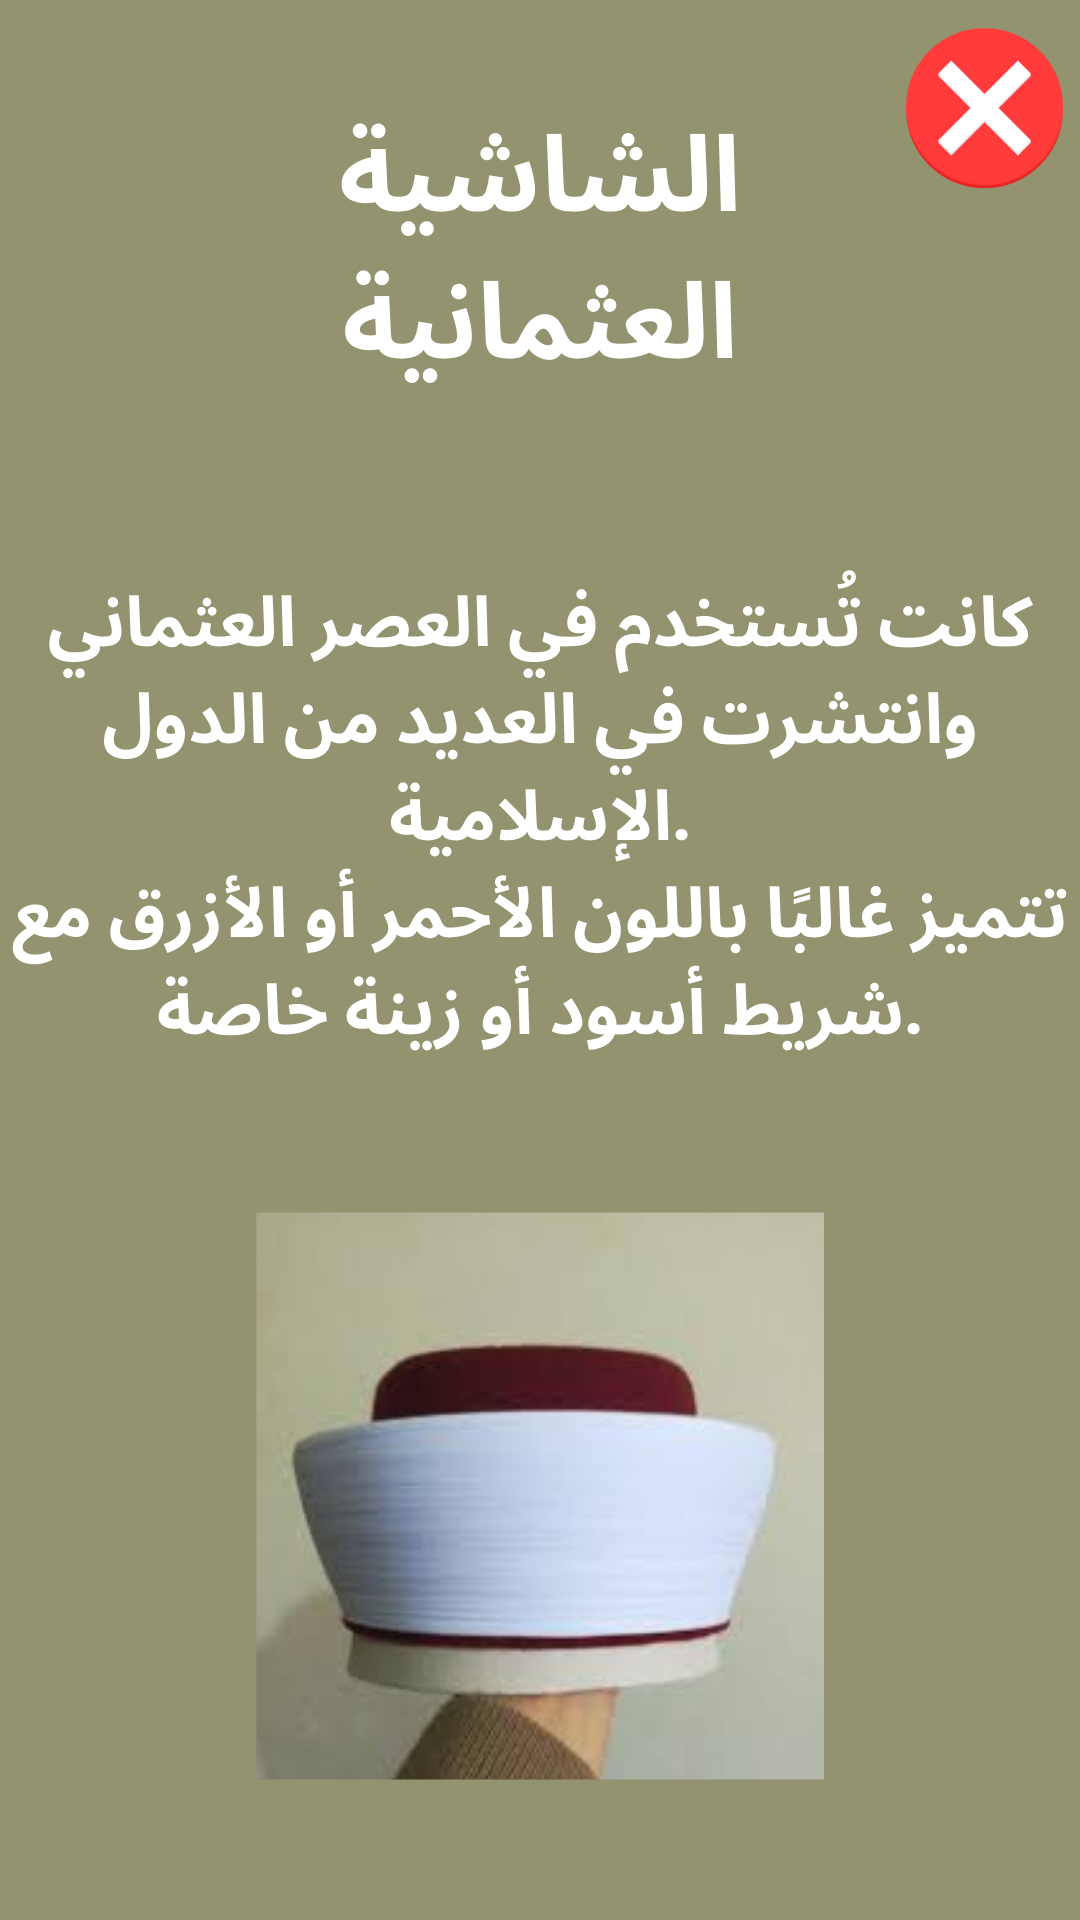 الشاشية
العثمانية
كانت تُستخدم في العصر العثماني
وانتشرت في العديد من الدول
الإسلامية.
تتميز غالبًا باللون الأحمر أو الأزرق مع
شريط أسود أو زينة خاصة.